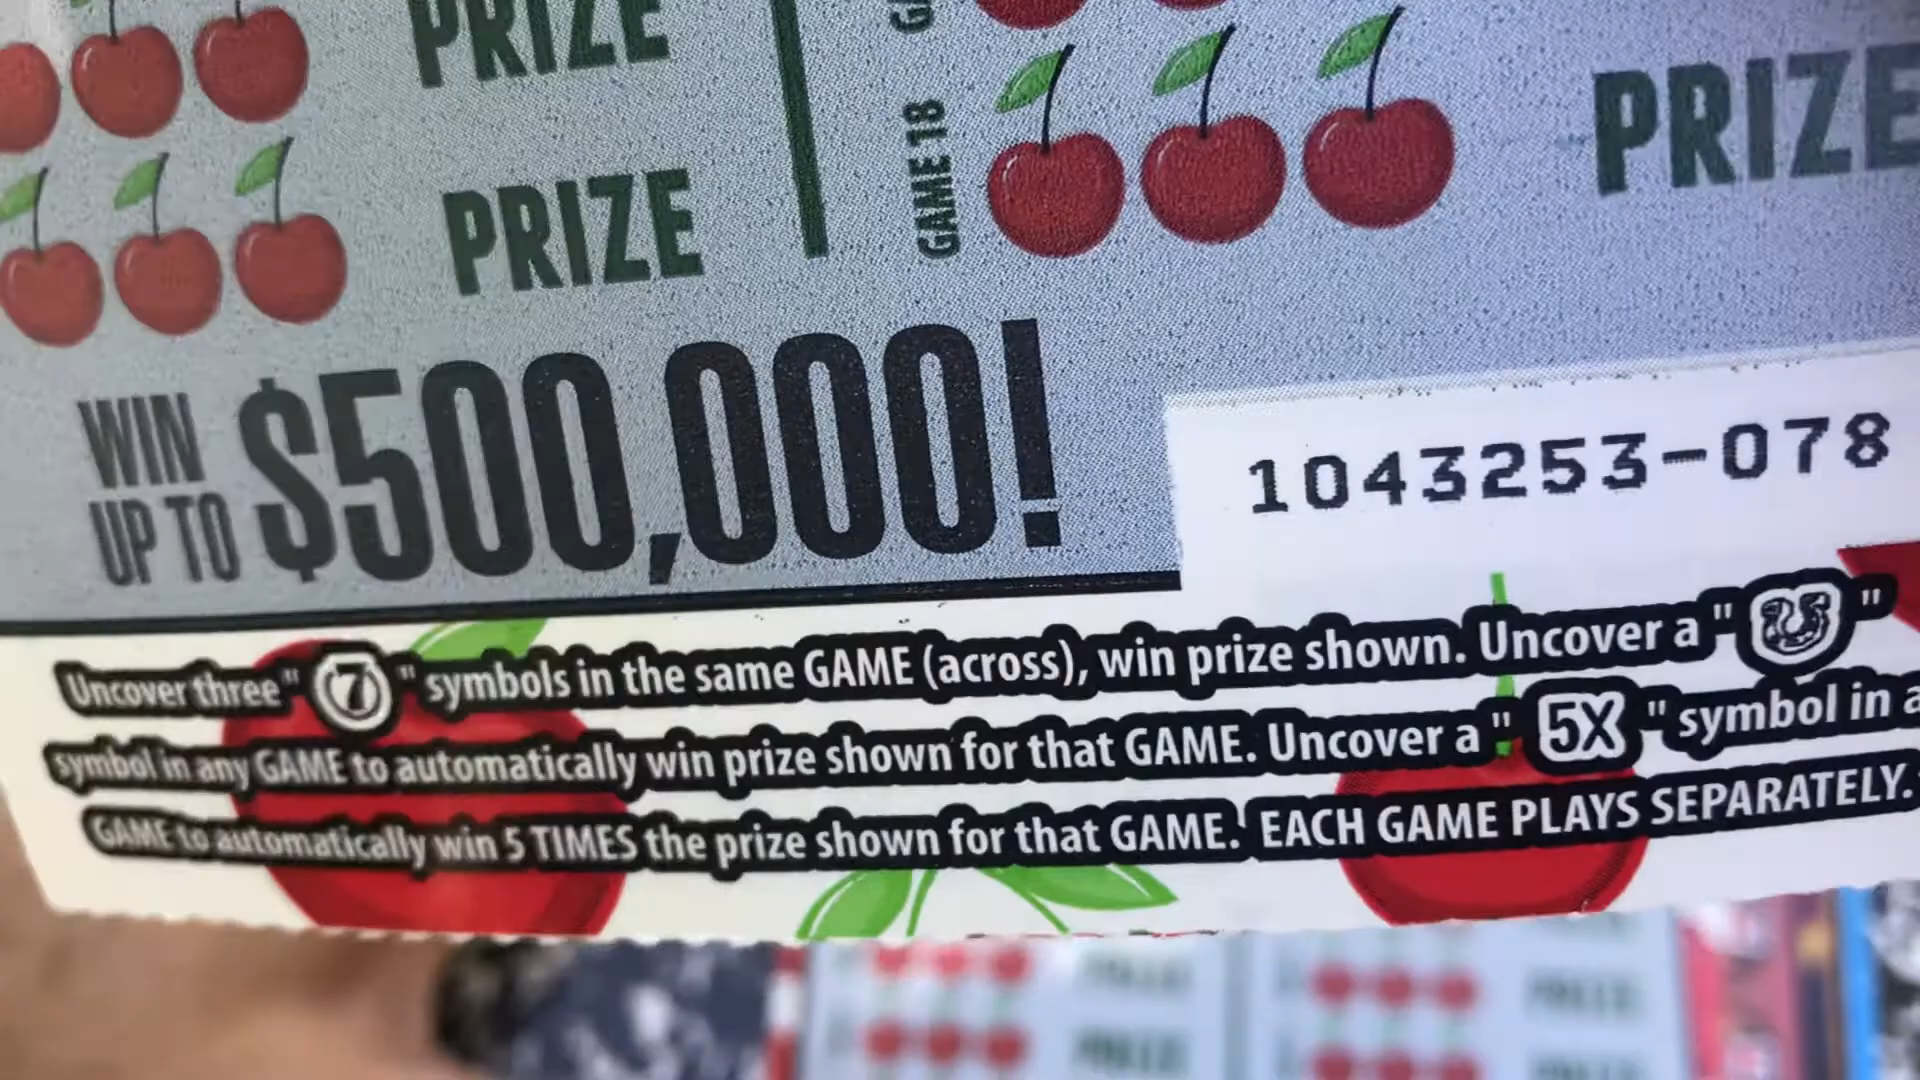 PRIZE
GA
GAME 18
PRIZE
PRIZE
WIN
UP TO
$500,000!
1043253-078
Uncover three "7" symbols in the same GAME (across), win prize shown. Uncover a " "
symbol in any GAME to automatically win prize shown for that GAME. Uncover a "5X" symbol in a
GAME to automatically win 5 TIMES the prize shown for that GAME. EACH GAME PLAYS SEPARATELY.